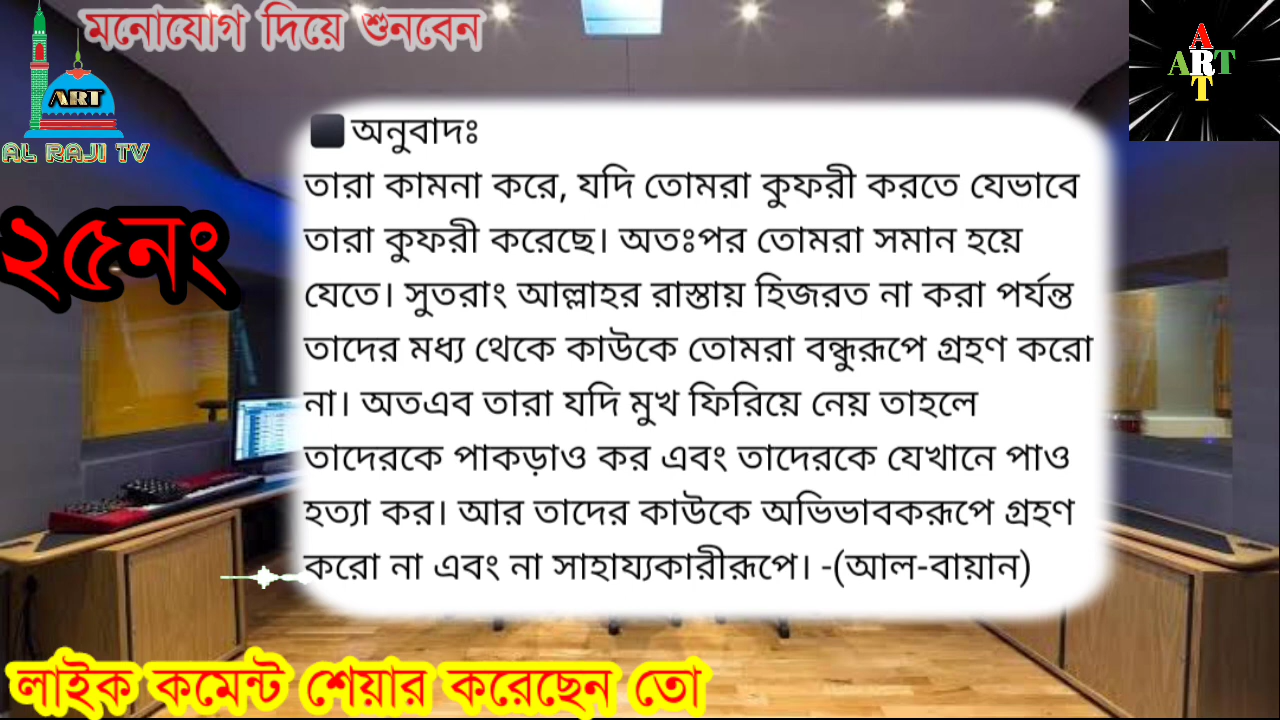 মনোযোগ দিয়ে শুনবেন
ART
AL RAJI TV
A
ART
T
২৫নং
অনুবাদঃ
তারা কামনা করে, যদি তোমরা কুফরী করতে যেভাবে
তারা কুফরী করেছে। অতঃপর তোমরা সমান হয়ে
যেতে। সুতরাং আল্লাহর রাস্তায় হিজরত না করা পর্যন্ত
তাদের মধ্য থেকে কাউকে তোমরা বন্ধুরূপে গ্রহণ করো
না। অতএব তারা যদি মুখ ফিরিয়ে নেয় তাহলে
তাদেরকে পাকড়াও কর এবং তাদেরকে যেখানে পাও
হত্যা কর। আর তাদের কাউকে অভিভাবকরূপে গ্রহণ
করো না এবং না সাহায্যকারীরূপে। -(আল-বায়ান)
লাইক কমেন্ট শেয়ার করেছেন তো